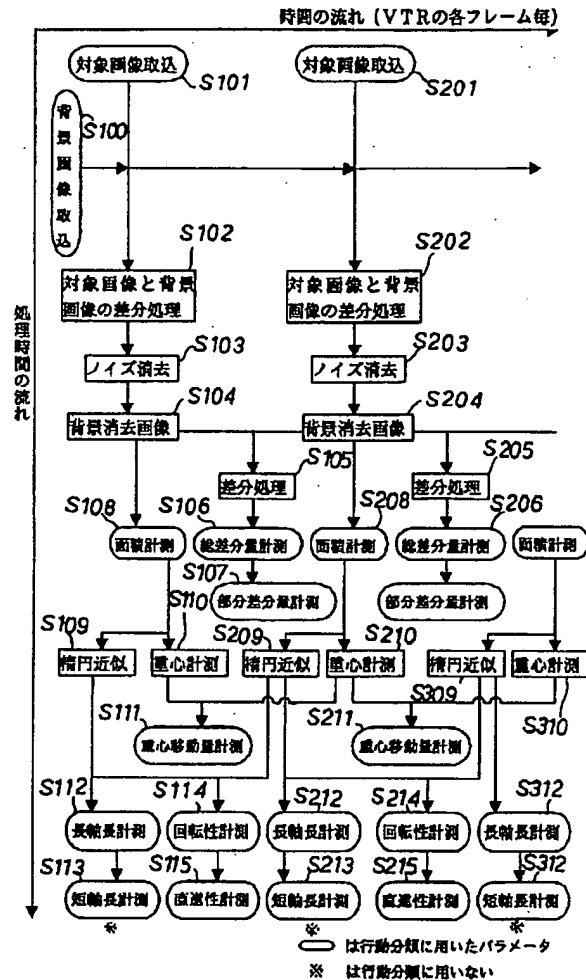 時間の流れ (VTRの各フレーム毎)
対象画像取込
S101
対象画像取込
S201
S100
背景画像取込
S102
S202
対象画像と背景
画像の差分処理
対象画像と背景
画像の差分処理
処理時間の流れ
S103
ノイズ消去
S203
ノイズ消去
S104
背景消去画像
S204
背景消去画像
S105
差分処理
S205
差分処理
S108
S106
S208
S206
面積計測
総差分量計測
面積計測
総差分量計測
面積計測
S107
部分差分量計測
部分差分量計測
S109
S110
S209
S210
楕円近似
重心計測
楕円近似
重心計測
楕円近似
重心計測
S309
S310
S111
S211
重心移動量計測
重心移動量計測
S112
S114
S212
S214
S312
長軸長計測
回転性計測
長軸長計測
回転性計測
長軸長計測
S113
S115
S213
S215
S312
短軸長計測
直進性計測
短軸長計測
直進性計測
短軸長計測
※
※
※
は行動分類に用いたパラメータ
※ は行動分類に用いない